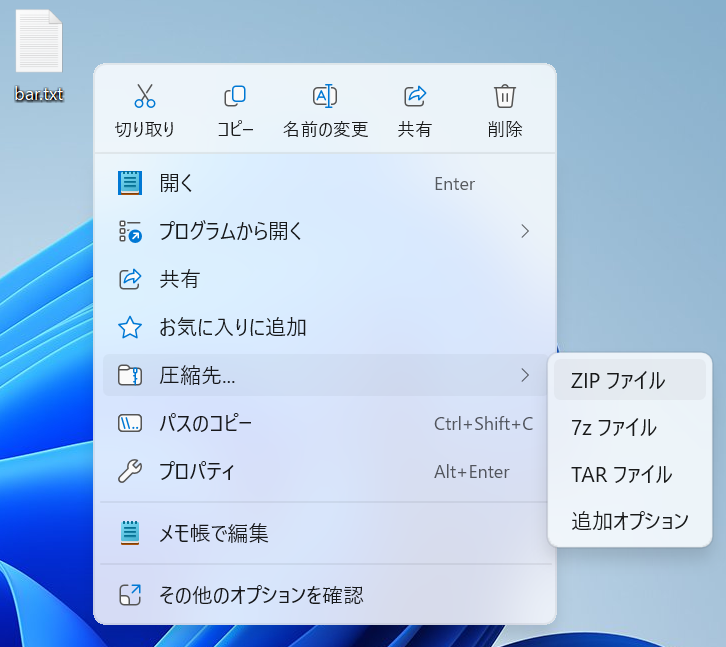 bar.txt
切り取り
コピー
名前の変更
共有
削除
開く Enter
プログラムから開く
共有
お気に入りに追加
圧縮先...
パスのコピー Ctrl+Shift+C
プロパティ Alt+Enter
メモ帳で編集
その他のオプションを確認
ZIP ファイル
7z ファイル
TAR ファイル
追加オプション